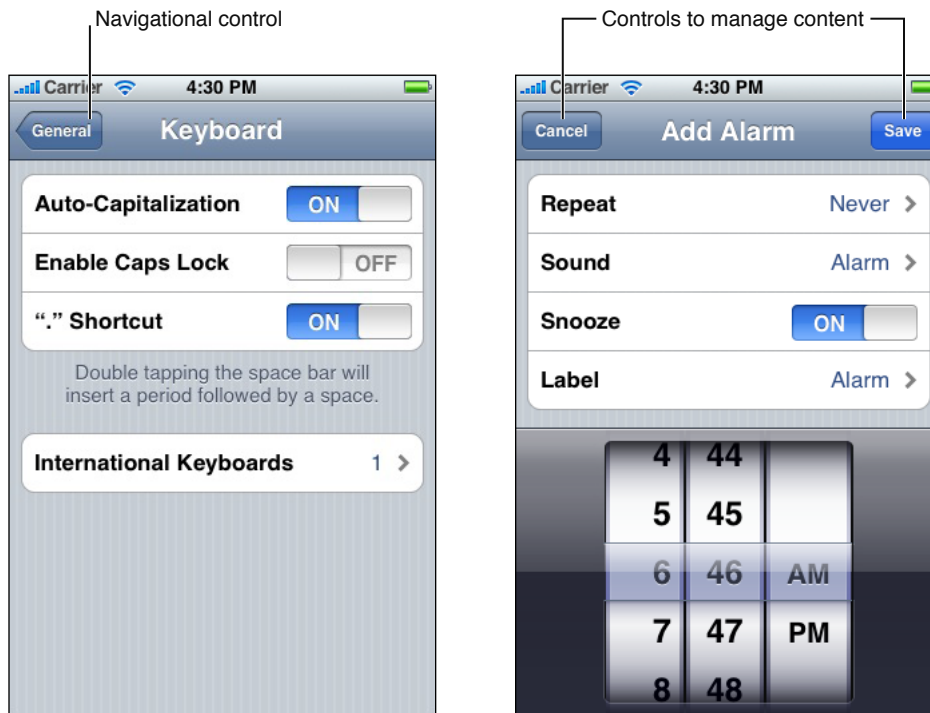 Navigational control
Controls to manage content
Carrier 4:30 PM
General Keyboard
Auto-Capitalization ON
Enable Caps Lock OFF
“.” Shortcut ON
Double tapping the space bar will
insert a period followed by a space.
International Keyboards 1
Carrier 4:30 PM
Cancel Add Alarm Save
Repeat Never
Sound Alarm
Snooze ON
Label Alarm
4 44
5 45
6 46 AM
7 47 PM
8 48